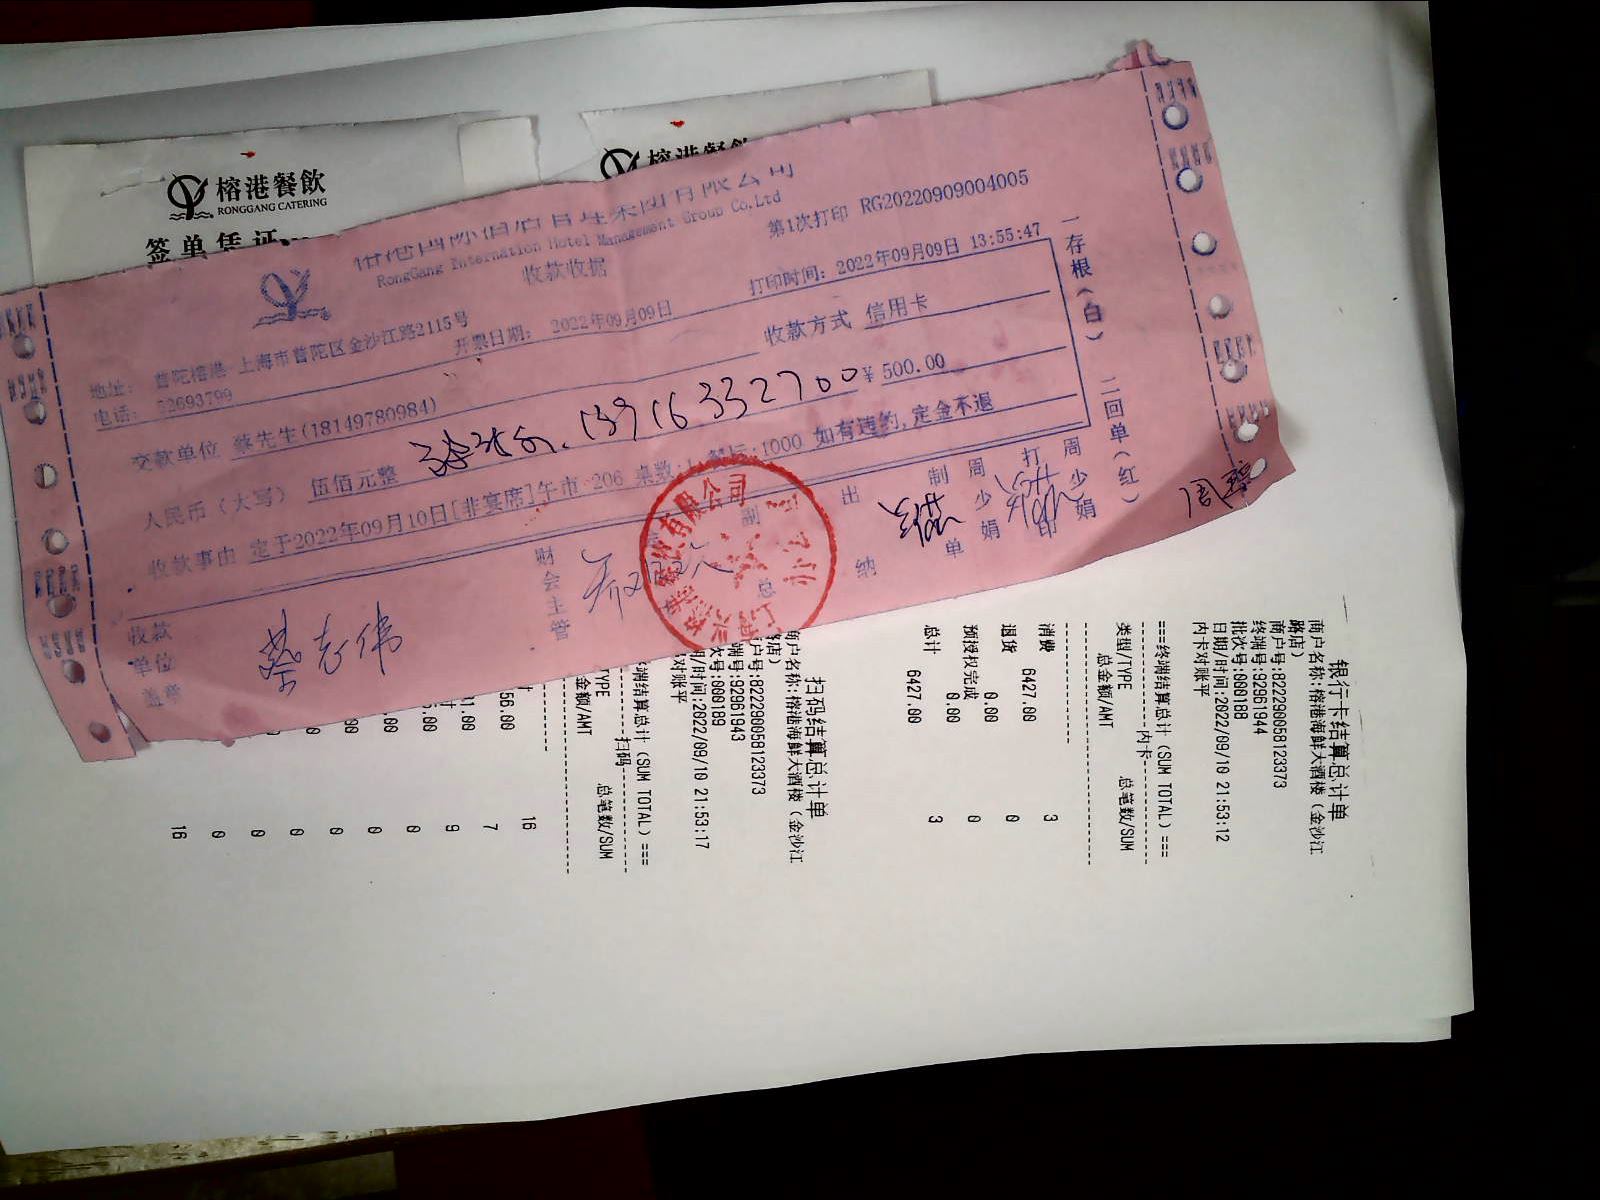 榕港餐飲
RONGGANG CATERING
签单凭证
榕港餐飲
RongGang Internation Hotel Management Group Co.,Ltd
收款收据
第1次打印 RG20220909004005
地址: 普陀榕港 上海市普陀区金沙江路2115号
电话: 52693799
开票日期: 2022年09月09日
打印时间: 2022年09月09日 13:55:47
交款单位 蔡先生(18149780984)
收款方式 信用卡
人民币(大写) 伍佰元整
13916332700
¥ 500.00
收款事由 定于2022年09月10日[非宴席]午市 206 桌数:1 餐标:1000 如有违约,定金不退
收款单位盖章
蔡志伟
财会主管
副总
出纳
制单
周少娟
打印
周少娟
一存根(白) 二回单(红)
银行卡结算总计单
商户名称:榕港海鲜大酒楼(金沙江路店)
商户号:822290058123373
终端号:92961944
批次号:000188
日期/时间:2022/09/10 21:53:12
内卡对账平
===终端结算总计(SUM TOTAL)===
内卡
类型/TYPE 总笔数/SUM
总金额/AMT
消费 3
6427.00
退货 0
0.00
预授权完成 0
0.00
总计 3
6427.00
扫码结算总计单
商户名称:榕港海鲜大酒楼(金沙江路店)
户号:822290058123373
端号:92961943
次号:000189
期/时间:2022/09/10 21:53:17
对账平
端结算总计(SUM TOTAL)===
扫码
TYPE 总笔数/SUM
金额/AMT
16
56.00
7
9
0
0
0
0
0
0
16